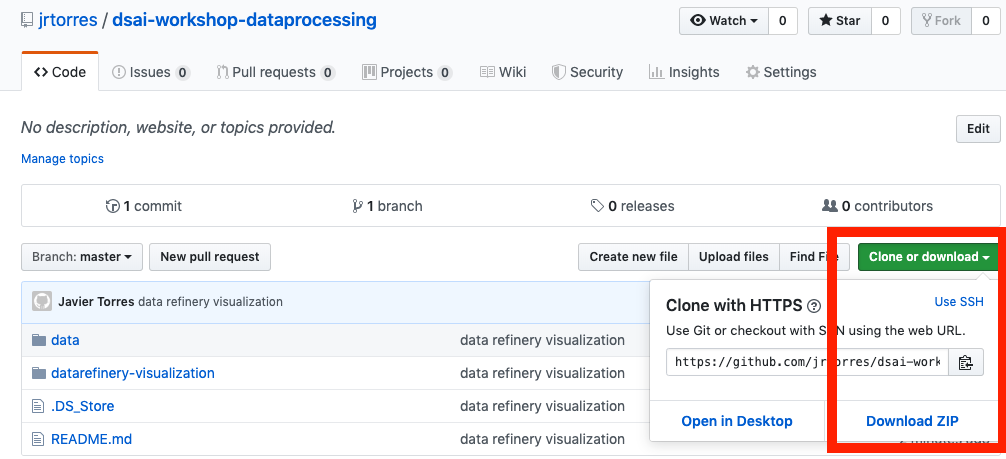 jrtorres / dsai-workshop-dataprocessing
Watch 0 Star 0 Fork 0
Code Issues 0 Pull requests 0 Projects 0 Wiki Security Insights Settings
No description, website, or topics provided.
Edit
Manage topics
1 commit 1 branch 0 releases 0 contributors
Branch: master New pull request Create new file Upload files Find File Clone or download
Javier Torres data refinery visualization
Clone with HTTPS Use SSH
Use Git or checkout with SVN using the web URL.
data data refinery visualization
https://github.com/jrtorres/dsai-work
datarefinery-visualization data refinery visualization
.DS_Store data refinery visualization
Open in Desktop Download ZIP
README.md data refinery visualization
2 minutes ago